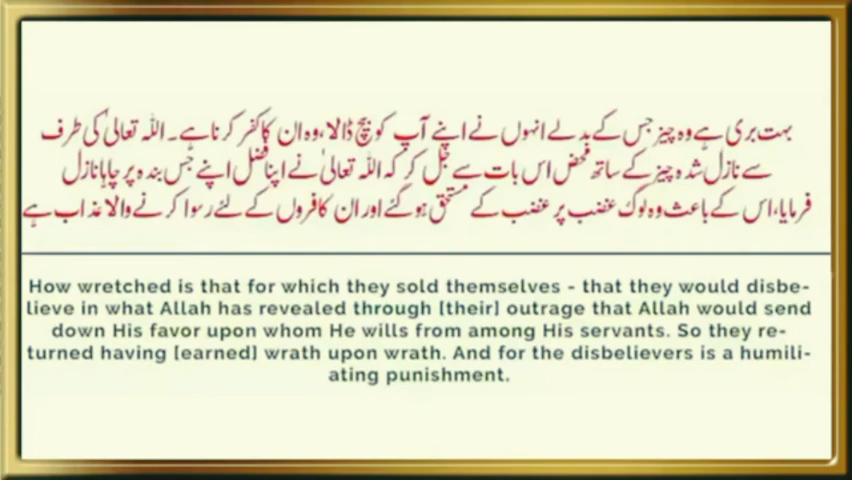 بہت بری ہے وہ چیز جس کے بدلے انہوں نے اپنے آپ کو بیچ ڈالا، وہ ان کا کفر کرنا ہے۔ اللہ تعالیٰ کی طرف
سے نازل شدہ چیز کے ساتھ محض اس بات سے جل کر کہ اللہ تعالیٰ نے اپنا فضل اپنے جس بندہ پر چاہا نازل
فرمایا، اس کے باعث وہ لوگ غضب پر غضب کے مستحق ہوگئے اور ان کافروں کے لئے رسوا کرنے والا عذاب ہے
How wretched is that for which they sold themselves - that they would disbe-
lieve in what Allah has revealed through [their] outrage that Allah would send
down His favor upon whom He wills from among His servants. So they re-
turned having [earned] wrath upon wrath. And for the disbelievers is a humili-
ating punishment.